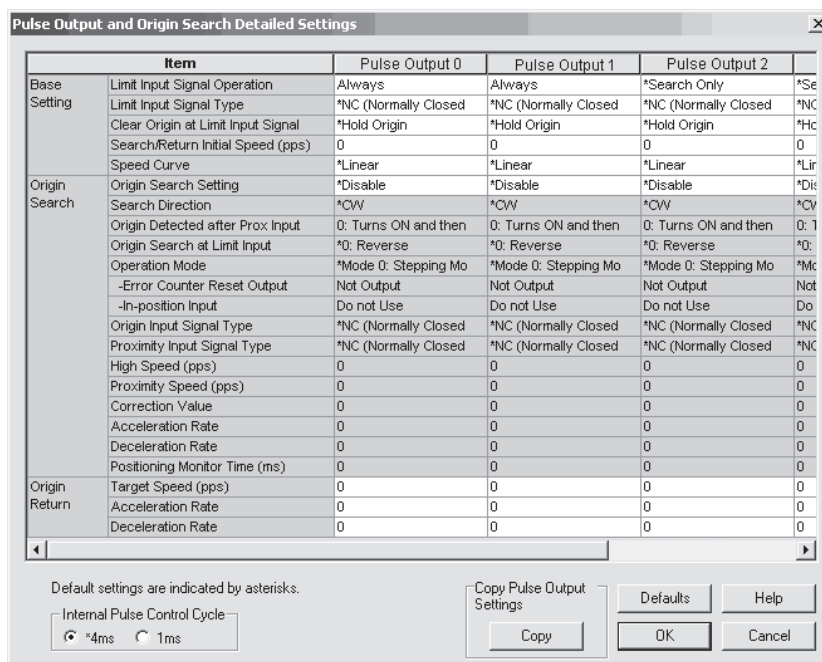 Pulse Output and Origin Search Detailed Settings
Item Pulse Output 0 Pulse Output 1 Pulse Output 2
Base Setting Limit Input Signal Operation Always Always *Search Only *Se
Limit Input Signal Type *NC (Normally Closed *NC (Normally Closed *NC (Normally Closed *NC
Clear Origin at Limit Input Signal *Hold Origin *Hold Origin *Hold Origin *Ho
Search/Return Initial Speed (pps) 0 0 0 0
Speed Curve *Linear *Linear *Linear *Lin
Origin Search Origin Search Setting *Disable *Disable *Disable *Dis
Search Direction *CW *CW *CW *CW
Origin Detected after Prox Input 0: Turns ON and then 0: Turns ON and then 0: Turns ON and then 0: T
Origin Search at Limit Input *0: Reverse *0: Reverse *0: Reverse *0:
Operation Mode *Mode 0: Stepping Mo *Mode 0: Stepping Mo *Mode 0: Stepping Mo *Mo
-Error Counter Reset Output Not Output Not Output Not Output Not
-In-position Input Do not Use Do not Use Do not Use Do
Origin Input Signal Type *NC (Normally Closed *NC (Normally Closed *NC (Normally Closed *NC
Proximity Input Signal Type *NC (Normally Closed *NC (Normally Closed *NC (Normally Closed *NC
High Speed (pps) 0 0 0 0
Proximity Speed (pps) 0 0 0 0
Correction Value 0 0 0 0
Acceleration Rate 0 0 0 0
Deceleration Rate 0 0 0 0
Positioning Monitor Time (ms) 0 0 0 0
Origin Return Target Speed (pps) 0 0 0 0
Acceleration Rate 0 0 0 0
Deceleration Rate 0 0 0 0
Default settings are indicated by asterisks.
Internal Pulse Control Cycle
*4ms 1ms
Copy Pulse Output
Settings
Copy
Defaults Help
OK Cancel